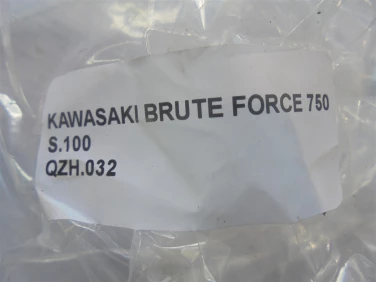 KAWASAKI BRUTE FORCE 750
S.100
QZH.032